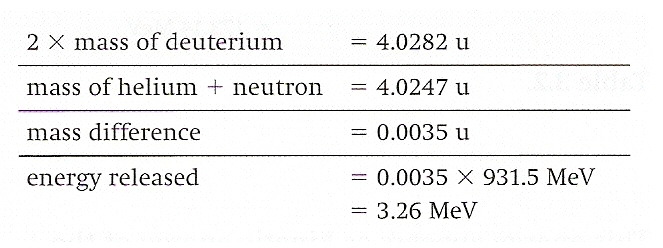 2 × mass of deuterium = 4.0282 u
mass of helium + neutron = 4.0247 u
mass difference = 0.0035 u
energy released = 0.0035 × 931.5 MeV
= 3.26 MeV